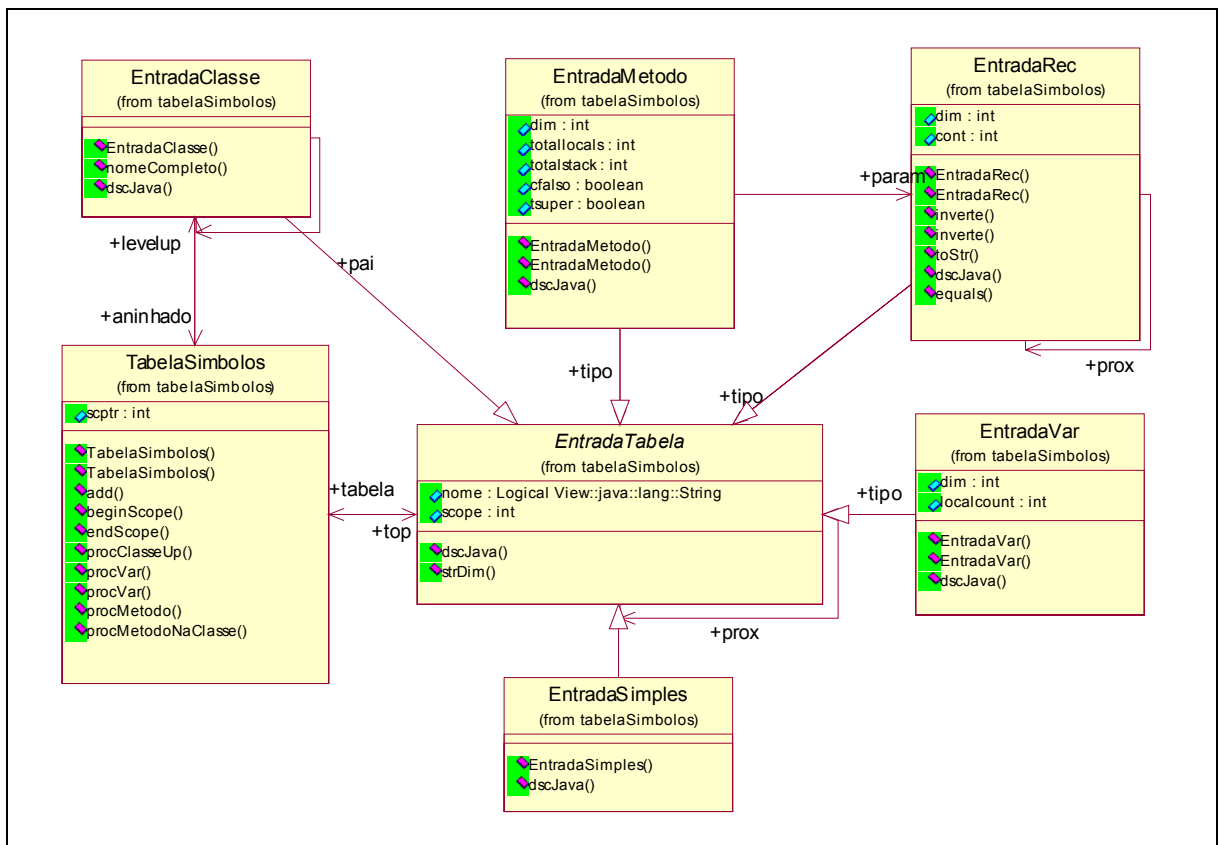 EntradaClasse
(from tabelaSimbolos)
EntradaClasse()
nomeCompleto()
dscJava()
EntradaMetodo
(from tabelaSimbolos)
dim : int
totallocals : int
totalstack : int
cfalso : boolean
tsuper : boolean
EntradaMetodo()
EntradaMetodo()
dscJava()
EntradaRec
(from tabelaSimbolos)
dim : int
cont : int
EntradaRec()
EntradaRec()
inverte()
inverte()
toStr()
dscJava()
equals()
+param
+levelup
+pai
+aninhado
+prox
+tipo
+tipo
TabelaSimbolos
(from tabelaSimbolos)
scptr : int
TabelaSimbolos()
TabelaSimbolos()
add()
beginScope()
endScope()
procClasseUp()
procVar()
procVar()
procMetodo()
procMetodoNaClasse()
+tabela
+top
EntradaTabela
(from tabelaSimbolos)
nome : Logical View::java::lang::String
scope : int
dscJava()
strDim()
+tipo
EntradaVar
(from tabelaSimbolos)
dim : int
localcount : int
EntradaVar()
EntradaVar()
dscJava()
+prox
EntradaSimples
(from tabelaSimbolos)
EntradaSimples()
dscJava()